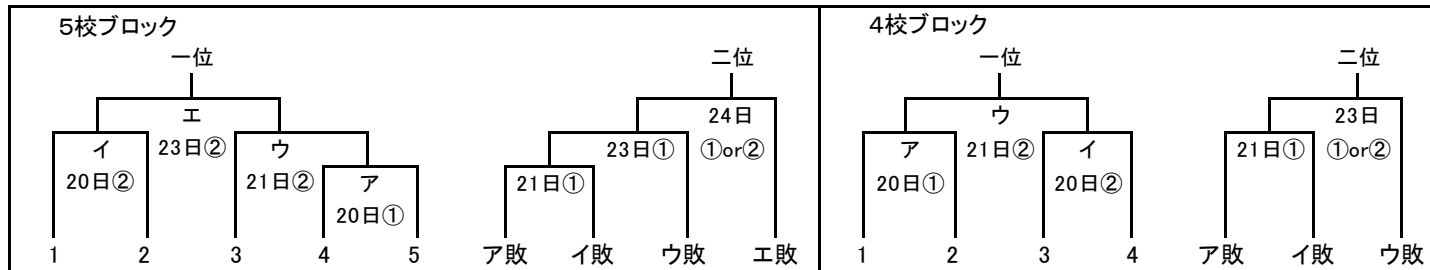 5校ブロック
一位
エ
23日②
イ
20日②
ウ
21日②
ア
20日①
1 2 3 4 5
二位
24日
①or②
23日①
21日①
ア敗 イ敗 ウ敗 エ敗
4校ブロック
一位
ウ
21日②
ア
20日①
イ
20日②
1 2 3 4
二位
23日
①or②
21日①
ア敗 イ敗 ウ敗